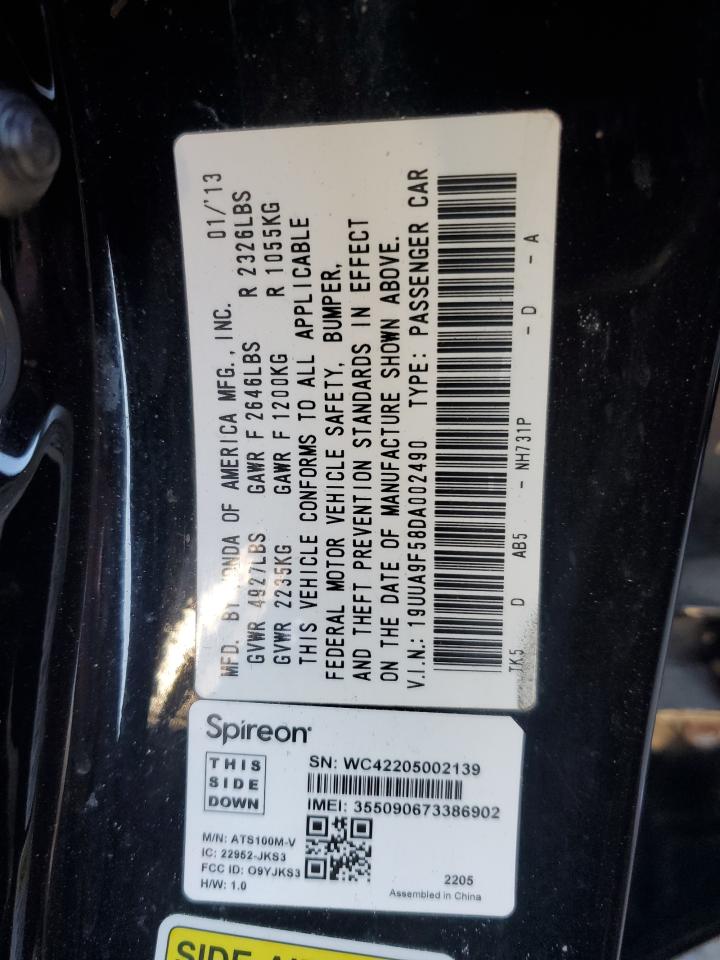 MFD. BY HONDA OF AMERICA MFG., INC. 01/'13
GVWR 4927LBS GAWR F 2646LBS R 2326LBS
GVWR 2235KG GAWR F 1200KG R 1055KG
THIS VEHICLE CONFORMS TO ALL APPLICABLE
FEDERAL MOTOR VEHICLE SAFETY, BUMPER,
AND THEFT PREVENTION STANDARDS IN EFFECT
ON THE DATE OF MANUFACTURE SHOWN ABOVE.
V.I.N.: 19UUA9F58DA002490 TYPE: PASSENGER CAR
TK5 D AB5 - NH731P - D - A
Spireon
THIS
SIDE
DOWN
SN: WC42205002139
IMEI: 355090673386902
M/N: ATS100M-V
IC: 22952-JKS3
FCC ID: O9YJKS3
H/W: 1.0
2205
Assembled in China
SIDE